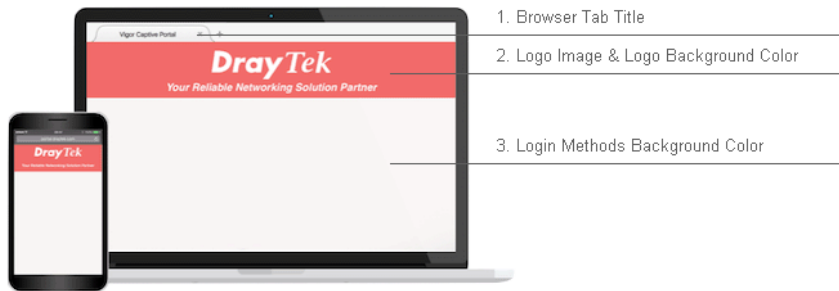 Vigor Captive Portal
DrayTek
Your Reliable Networking Solution Partner
1. Browser Tab Title
2. Logo Image & Logo Background Color
3. Login Methods Background Color
DrayTek
Your Reliable Networking Solution Partner